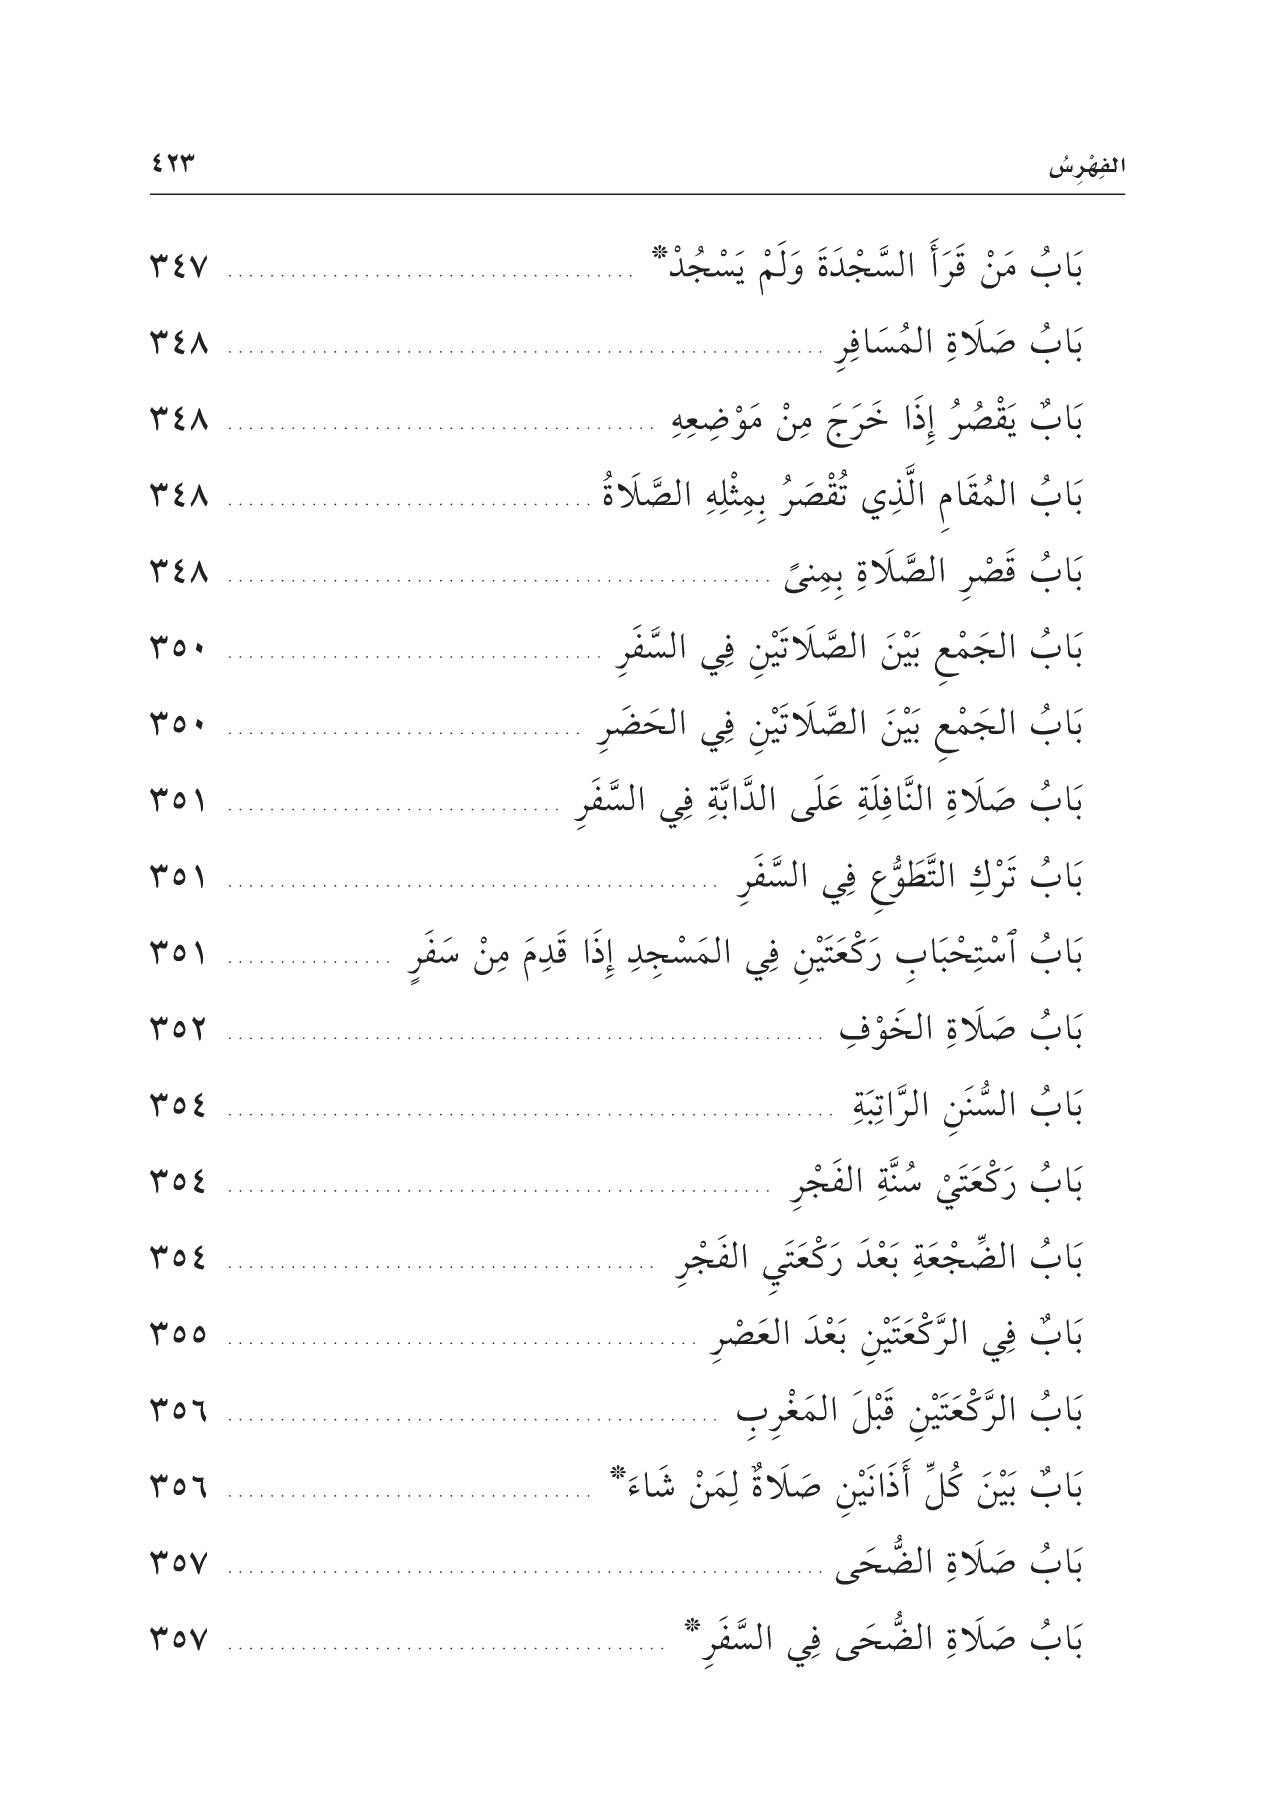 الفِهْرِسُ ٤٢٣
بَابُ مَنْ قَرَأَ السَّجْدَةَ وَلَمْ يَسْجُدْ* ....................................... ٣٤٧
بَابُ صَلَاةِ المُسَافِرِ ......................................................... ٣٤٨
بَابٌ يَقْصُرُ إِذَا خَرَجَ مِنْ مَوْضِعِهِ ......................................... ٣٤٨
بَابُ المُقَامِ الَّذِي تُقْصَرُ بِمِثْلِهِ الصَّلَاةُ ................................... ٣٤٨
بَابُ قَصْرِ الصَّلَاةِ بِمِنىً .................................................... ٣٤٨
بَابُ الجَمْعِ بَيْنَ الصَّلَاتَيْنِ فِي السَّفَرِ .................................... ٣٥٠
بَابُ الجَمْعِ بَيْنَ الصَّلَاتَيْنِ فِي الحَضَرِ .................................. ٣٥٠
بَابُ صَلَاةِ النَّافِلَةِ عَلَى الدَّابَّةِ فِي السَّفَرِ ................................ ٣٥١
بَابُ تَرْكِ التَّطَوُّعِ فِي السَّفَرِ ............................................... ٣٥١
بَابُ ٱسْتِحْبَابِ رَكْعَتَيْنِ فِي المَسْجِدِ إِذَا قَدِمَ مِنْ سَفَرٍ ................ ٣٥١
بَابُ صَلَاةِ الخَوْفِ ......................................................... ٣٥٢
بَابُ السُّنَنِ الرَّاتِبَةِ .......................................................... ٣٥٤
بَابُ رَكْعَتَيْ سُنَّةِ الفَجْرِ .................................................... ٣٥٤
بَابُ الضِّجْعَةِ بَعْدَ رَكْعَتَيِ الفَجْرِ ......................................... ٣٥٤
بَابٌ فِي الرَّكْعَتَيْنِ بَعْدَ العَصْرِ ............................................. ٣٥٥
بَابُ الرَّكْعَتَيْنِ قَبْلَ المَغْرِبِ ............................................... ٣٥٦
بَابٌ بَيْنَ كُلِّ أَذَانَيْنِ صَلَاةٌ لِمَنْ شَاءَ* ................................... ٣٥٦
بَابُ صَلَاةِ الضُّحَى ......................................................... ٣٥٧
بَابُ صَلَاةِ الضُّحَى فِي السَّفَرِ* .......................................... ٣٥٧